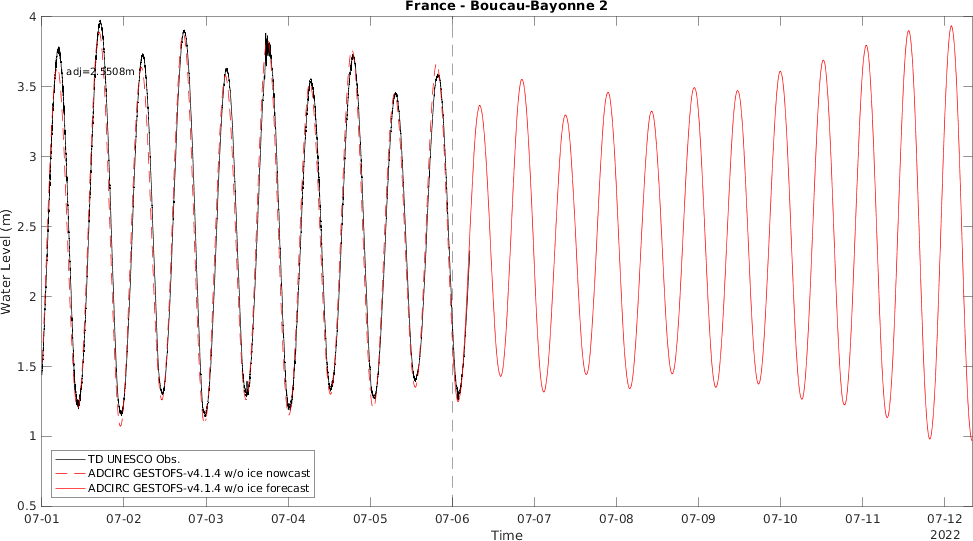 France - Boucau-Bayonne 2
4
adj=2.5508m
3.5
3
2.5
2
1.5
1
0.5
Water Level (m)
TD UNESCO Obs.
ADCIRC GESTOFS-v4.1.4 w/o ice nowcast
ADCIRC GESTOFS-v4.1.4 w/o ice forecast
07-01 07-02 07-03 07-04 07-05 07-06 07-07 07-08 07-09 07-10 07-11 07-12
Time
2022